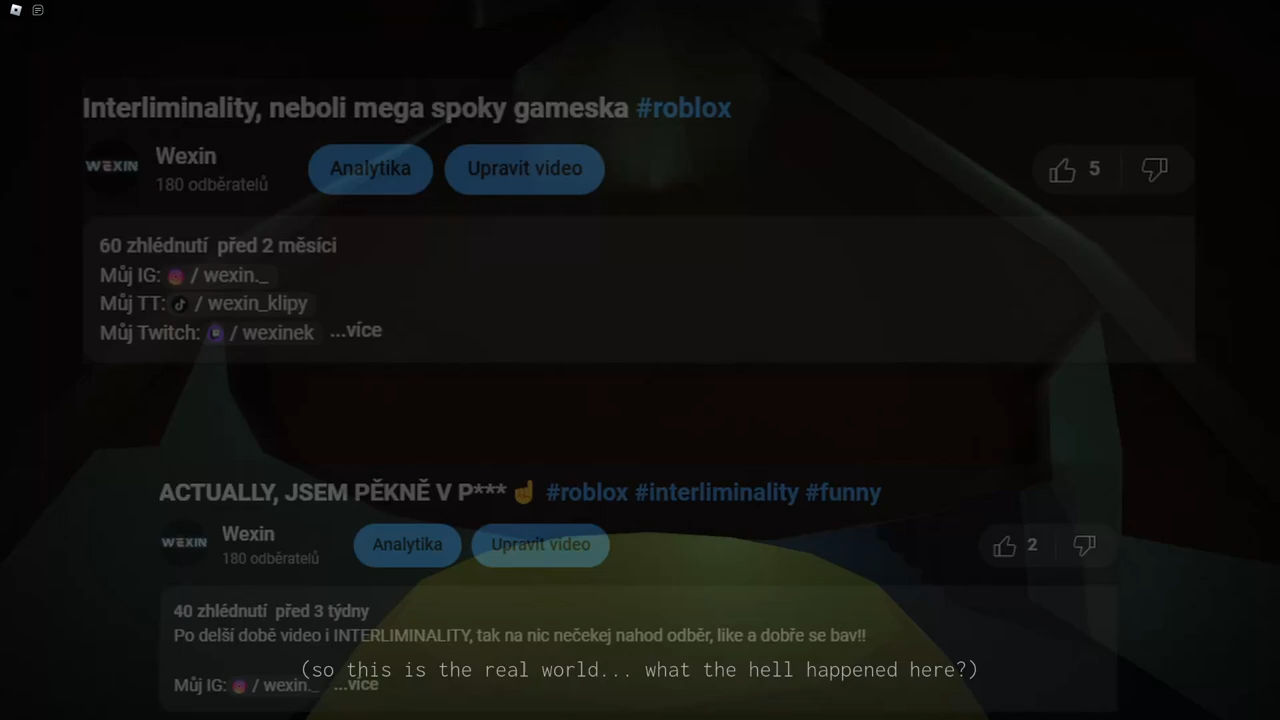 Interliminality, neboli mega spoky gameska #roblox
WEXIN
Wexin
180 odběratelů
Analytika
Upravit video
5
60 zhlédnutí před 2 měsíci
Můj IG: / wexin._
Můj TT: / wexin_klipy
Můj Twitch: / wexinek ...více
ACTUALLY, JSEM PĚKNĚ V P*** ☝ #roblox #interliminality #funny
WEXIN
Wexin
180 odběratelů
Analytika
Upravit video
2
40 zhlédnutí před 3 týdny
Po delší době video i INTERLIMINALITY, tak na nic nečekej nahod odběr, like a dobře se bav!!
(so this is the real world... what the hell happened here?)
Můj IG: / wexin._ ...více